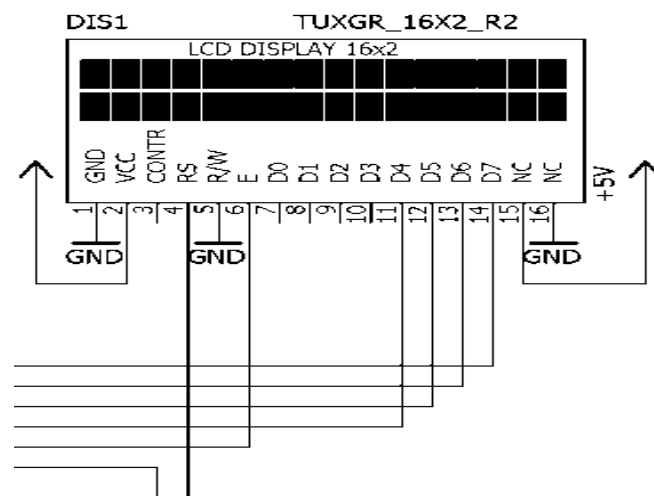 DIS1 TUXGR_16X2_R2
LCD DISPLAY 16x2
GND VCC CONTR RS R/W E D0 D1 D2 D3 D4 D5 D6 D7 NC NC
+5V
1 2 3 4 5 6 7 8 9 10 11 12 13 14 15 16
GND GND GND